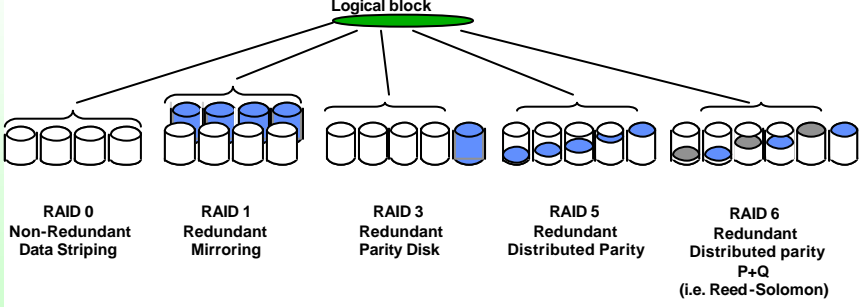 Logical block
RAID 0
Non-Redundant
Data Striping
RAID 1
Redundant
Mirroring
RAID 3
Redundant
Parity Disk
RAID 5
Redundant
Distributed Parity
RAID 6
Redundant
Distributed parity
P+Q
(i.e. Reed-Solomon)